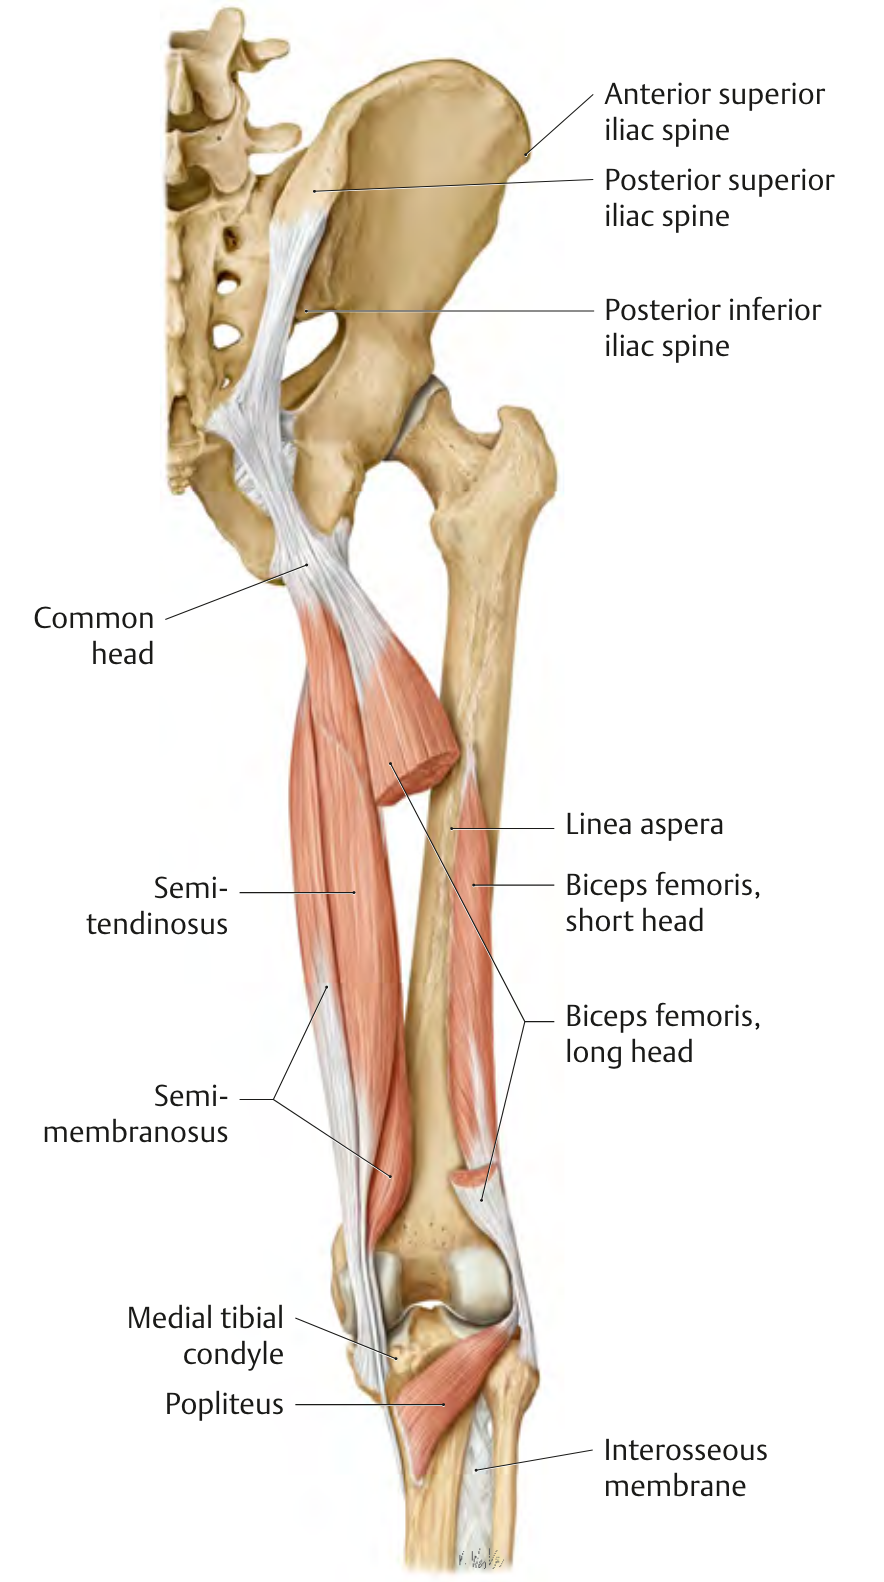 Anterior superior
iliac spine
Posterior superior
iliac spine
Posterior inferior
iliac spine
Common
head
Linea aspera
Biceps femoris,
short head
Semi-
tendinosus
Biceps femoris,
long head
Semi-
membranosus
Medial tibial
condyle
Popliteus
Interosseous
membrane